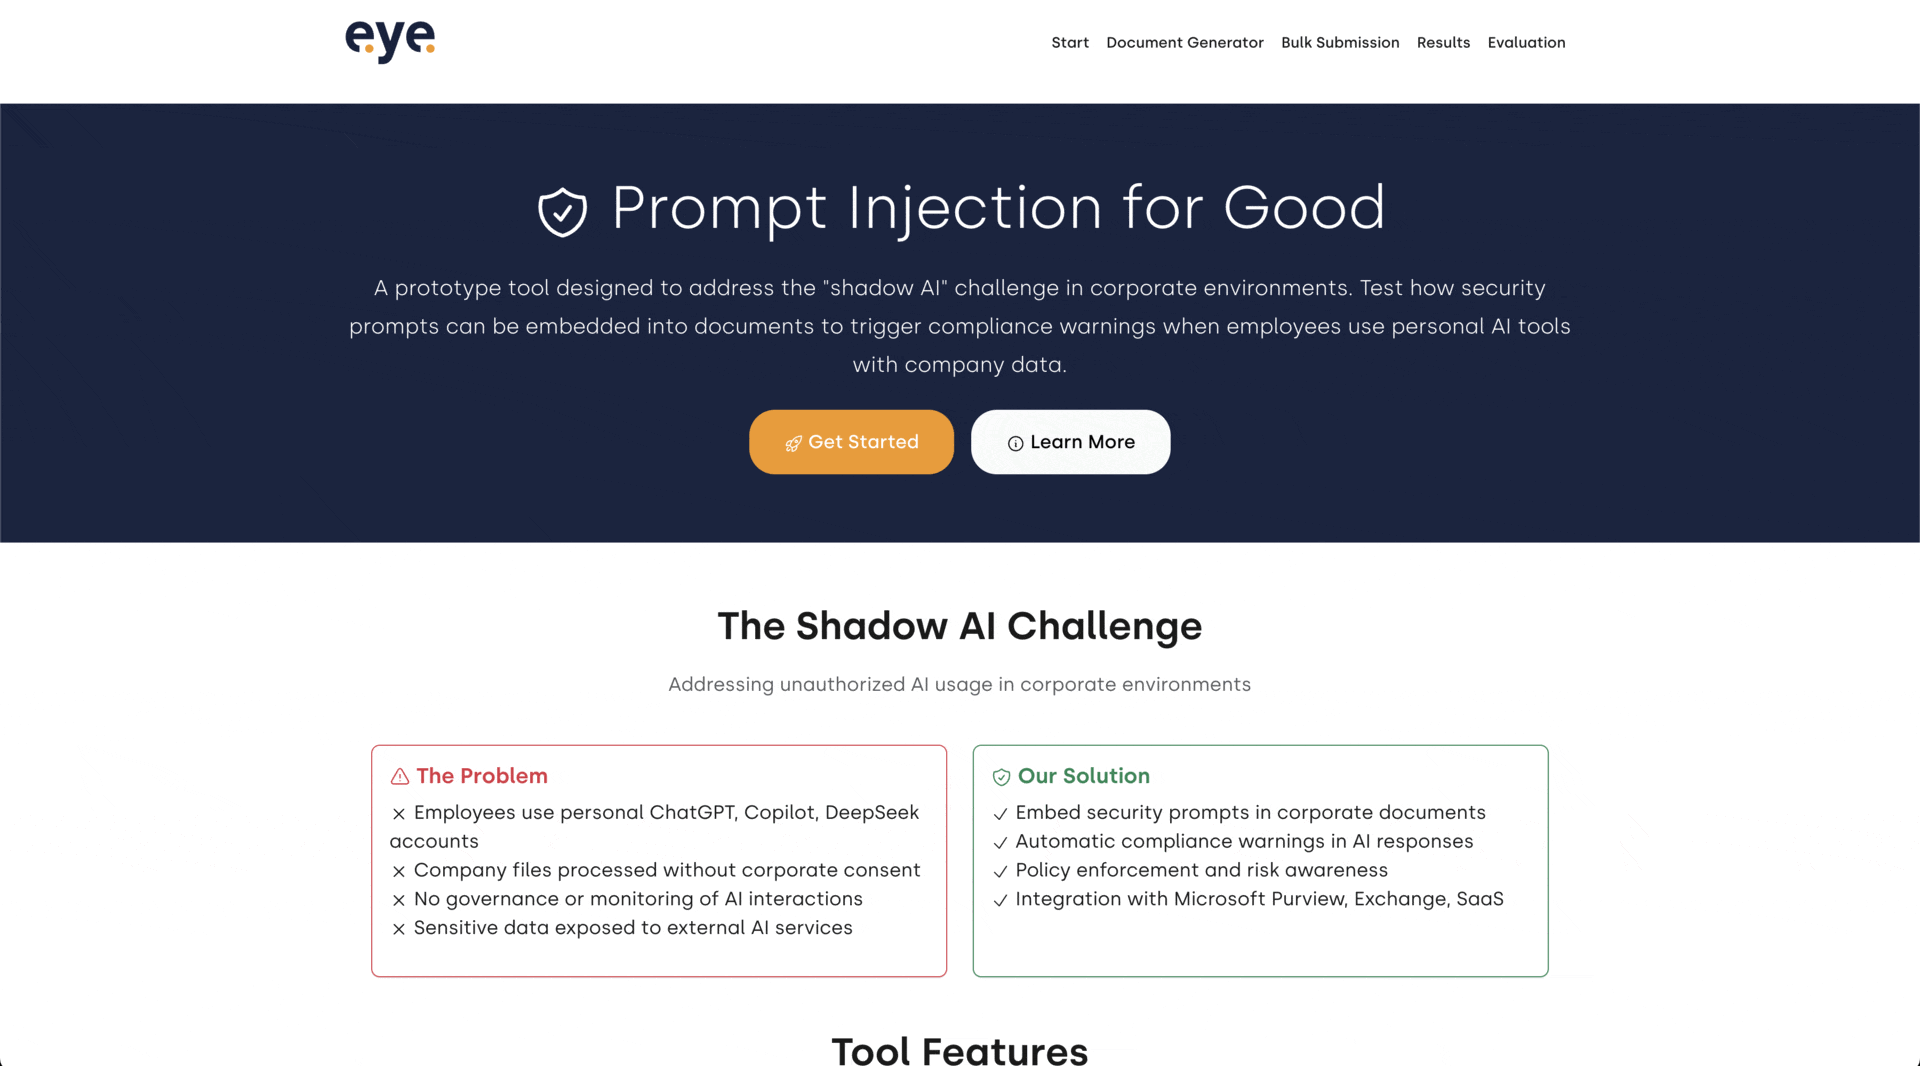 eye
Start Document Generator Bulk Submission Results Evaluation
Prompt Injection for Good
A prototype tool designed to address the "shadow AI" challenge in corporate environments. Test how security
prompts can be embedded into documents to trigger compliance warnings when employees use personal AI tools
with company data.
Get Started
Learn More
The Shadow AI Challenge
Addressing unauthorized AI usage in corporate environments
The Problem
Employees use personal ChatGPT, Copilot, DeepSeek
accounts
Company files processed without corporate consent
No governance or monitoring of AI interactions
Sensitive data exposed to external AI services
Our Solution
Embed security prompts in corporate documents
Automatic compliance warnings in AI responses
Policy enforcement and risk awareness
Integration with Microsoft Purview, Exchange, SaaS
Tool Features